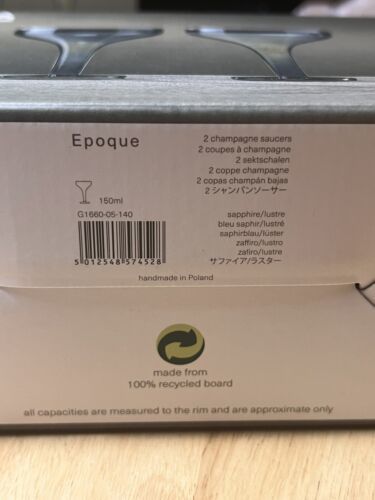 Epoque
2 champagne saucers
2 coupes à champagne
2 sektschalen
2 coppe champagne
2 copas champán bajas
2 シャンパンソーサー
150ml
G1660-05-140
5 012548 574528
sapphire/lustre
bleu saphir/lustré
saphirblau/lüster
zaffiro/lustro
zafiro/lustre
サファイア/ラスター
handmade in Poland
made from
100% recycled board
all capacities are measured to the rim and are approximate only